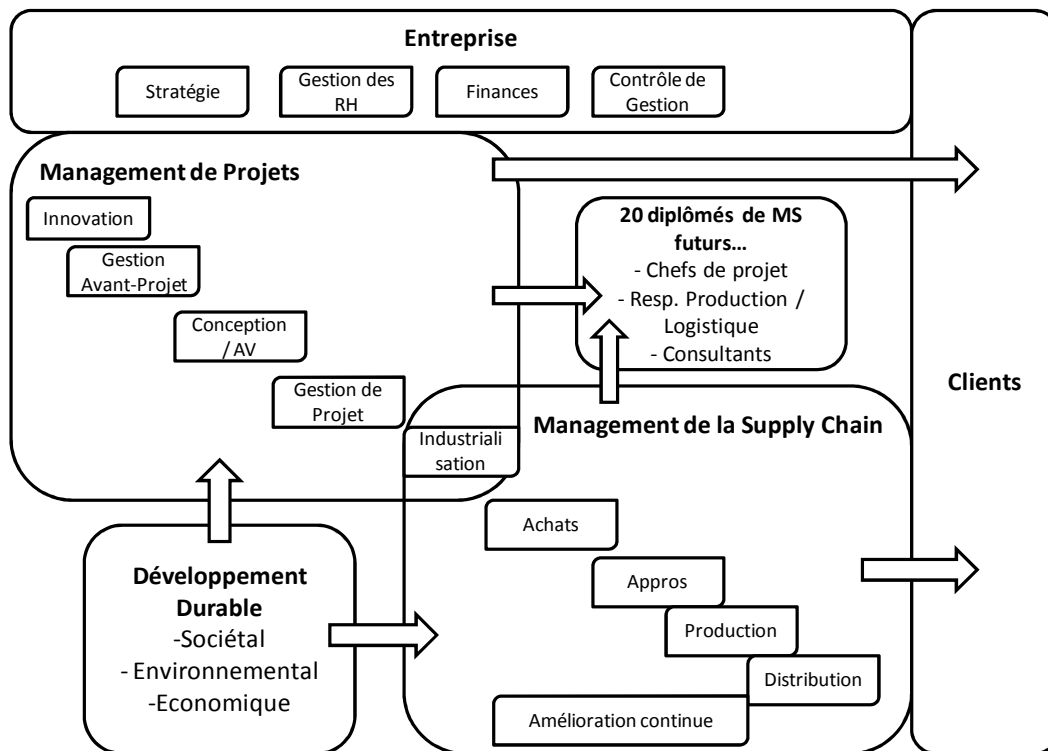 Entreprise
Stratégie
Gestion des
RH
Finances
Contrôle de
Gestion
Management de Projets
Innovation
Gestion
Avant-Projet
Conception
/ AV
Gestion de
Projet
Industriali
sation
20 diplômés de MS
futurs...
- Chefs de projet
- Resp. Production /
Logistique
- Consultants
Clients
Management de la Supply Chain
Achats
Appros
Production
Distribution
Amélioration continue
Développement
Durable
-Sociétal
- Environnemental
-Economique